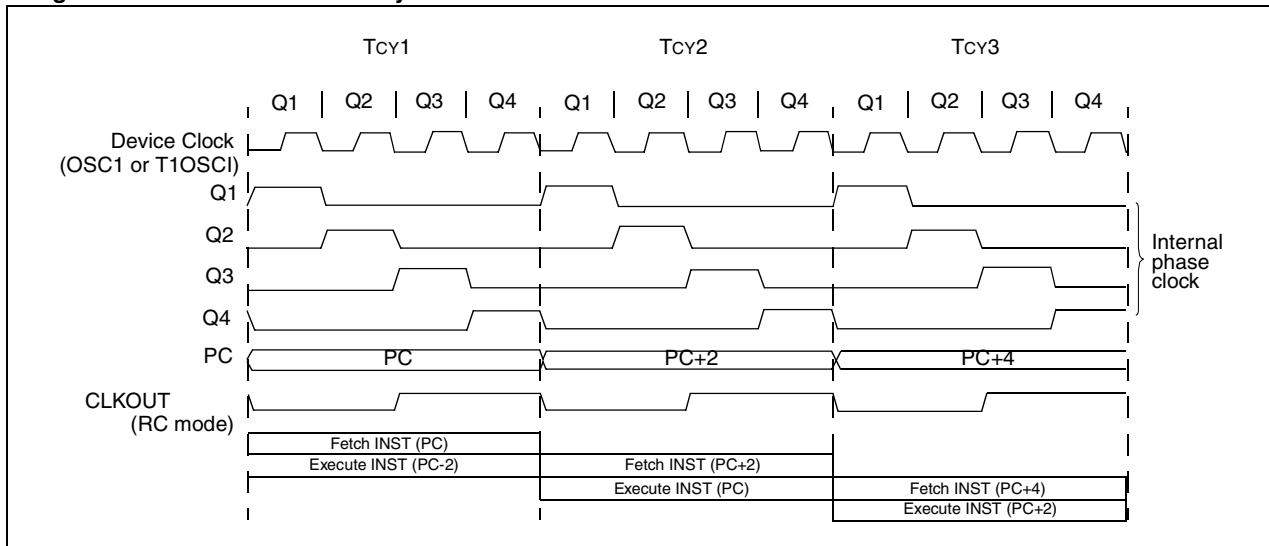 TCY1 TCY2 TCY3
Q1 Q2 Q3 Q4 Q1 Q2 Q3 Q4 Q1 Q2 Q3 Q4
Device Clock
(OSC1 or T1OSCI)
Q1
Q2
Q3
Q4
Internal
phase
clock
PC PC PC+2 PC+4
CLKOUT
(RC mode)
Fetch INST (PC)
Execute INST (PC-2) Fetch INST (PC+2)
Execute INST (PC) Fetch INST (PC+4)
Execute INST (PC+2)